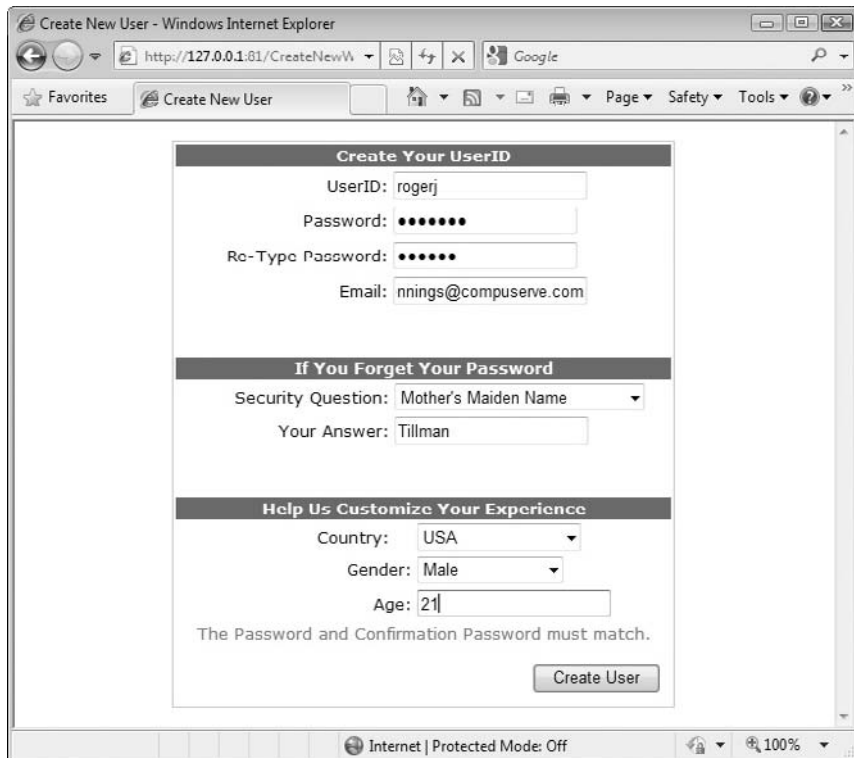 Create New User - Windows Internet Explorer
http://127.0.0.1:81/CreateNewW
Google
Favorites
Create New User
Page
Safety
Tools
Create Your UserID
UserID: rogerj
Password: •••••••
Re-Type Password: ••••••
Email: nnings@compuserve.com
If You Forget Your Password
Security Question: Mother's Maiden Name
Your Answer: Tillman
Help Us Customize Your Experience
Country: USA
Gender: Male
Age: 21
The Password and Confirmation Password must match.
Create User
Internet | Protected Mode: Off
100%